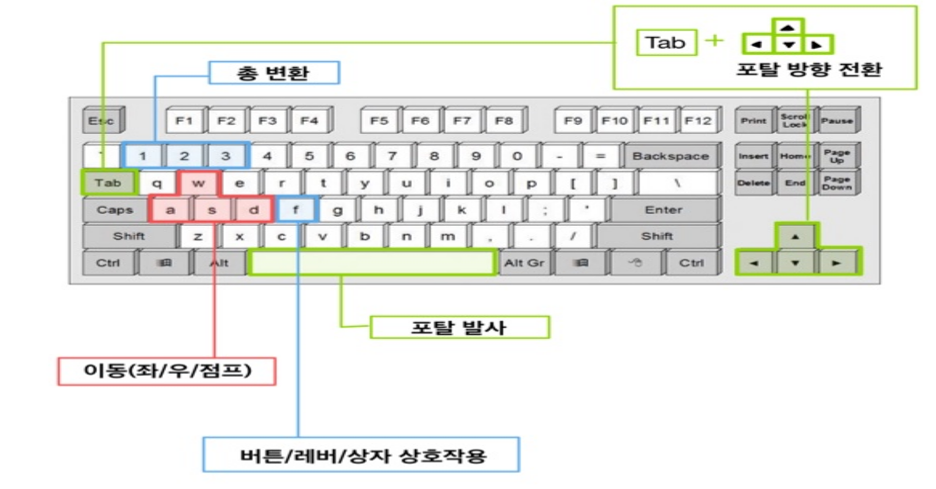 Tab + ▲ ◀ ▼ ▶
포탈 방향 전환
총 변환
Esc F1 F2 F3 F4 F5 F6 F7 F8 F9 F10 F11 F12 Print Scroll Lock Pause
` 1 2 3 4 5 6 7 8 9 0 - = Backspace Insert Home Page Up
Tab q w e r t y u i o p [ ] \ Delete End Page Down
Caps a s d f g h j k l ; ' Enter
Shift z x c v b n m , . / Shift ▲
Ctrl Alt Alt Gr Ctrl ◀ ▼ ▶
포탈 발사
이동(좌/우/점프)
버튼/레버/상자 상호작용